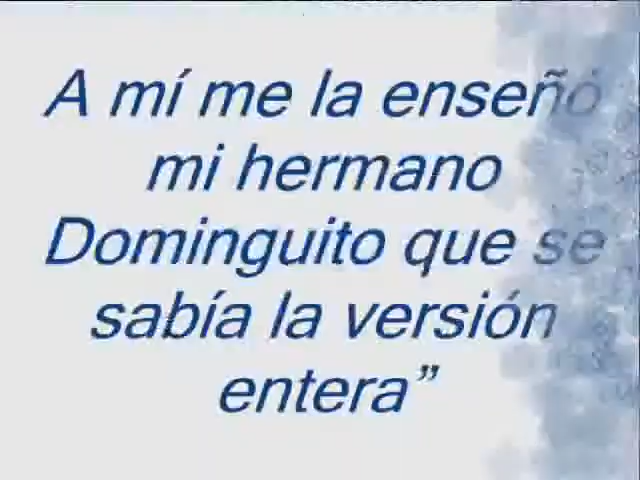 A mí me la enseñó
mi hermano
Dominguito que se
sabía la versión
entera”